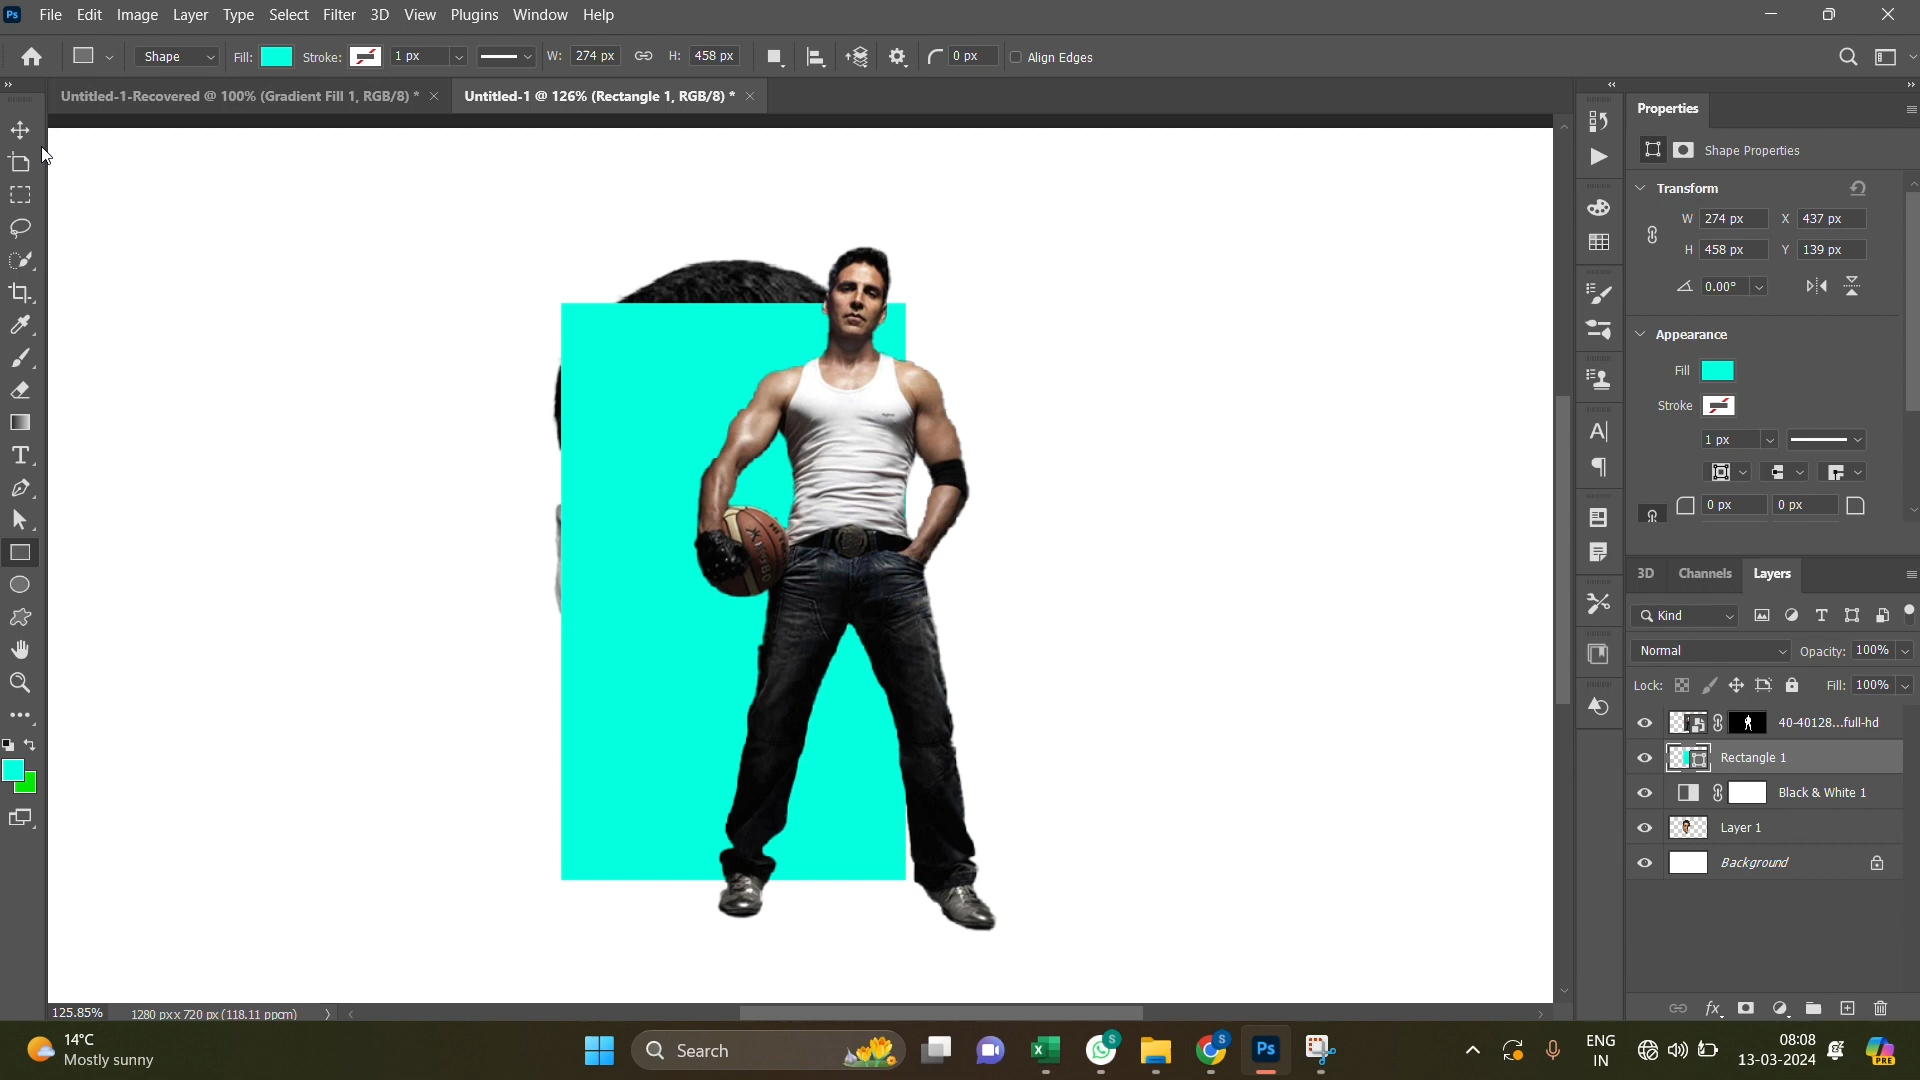 Ps File Edit Image Layer Type Select Filter 3D View Plugins Window Help
Shape Fill: Stroke: 1 px W: 274 px H: 458 px 0 px Align Edges
Untitled-1-Recovered @ 100% (Gradient Fill 1, RGB/8) * Untitled-1 @ 126% (Rectangle 1, RGB/8) *
Properties
Shape Properties
Transform
W 274 px X 437 px
H 458 px Y 139 px
0.00°
Appearance
Fill
Stroke
1 px
0 px 0 px
3D Channels Layers
Kind
Normal Opacity: 100%
Lock: Fill: 100%
40-40128...full-hd
Rectangle 1
Black & White 1
Layer 1
Background
125.85% 1280 px x 720 px (118.11 ppcm)
14°C
Mostly sunny
Search
ENG
IN
08:08
13-03-2024
PRE